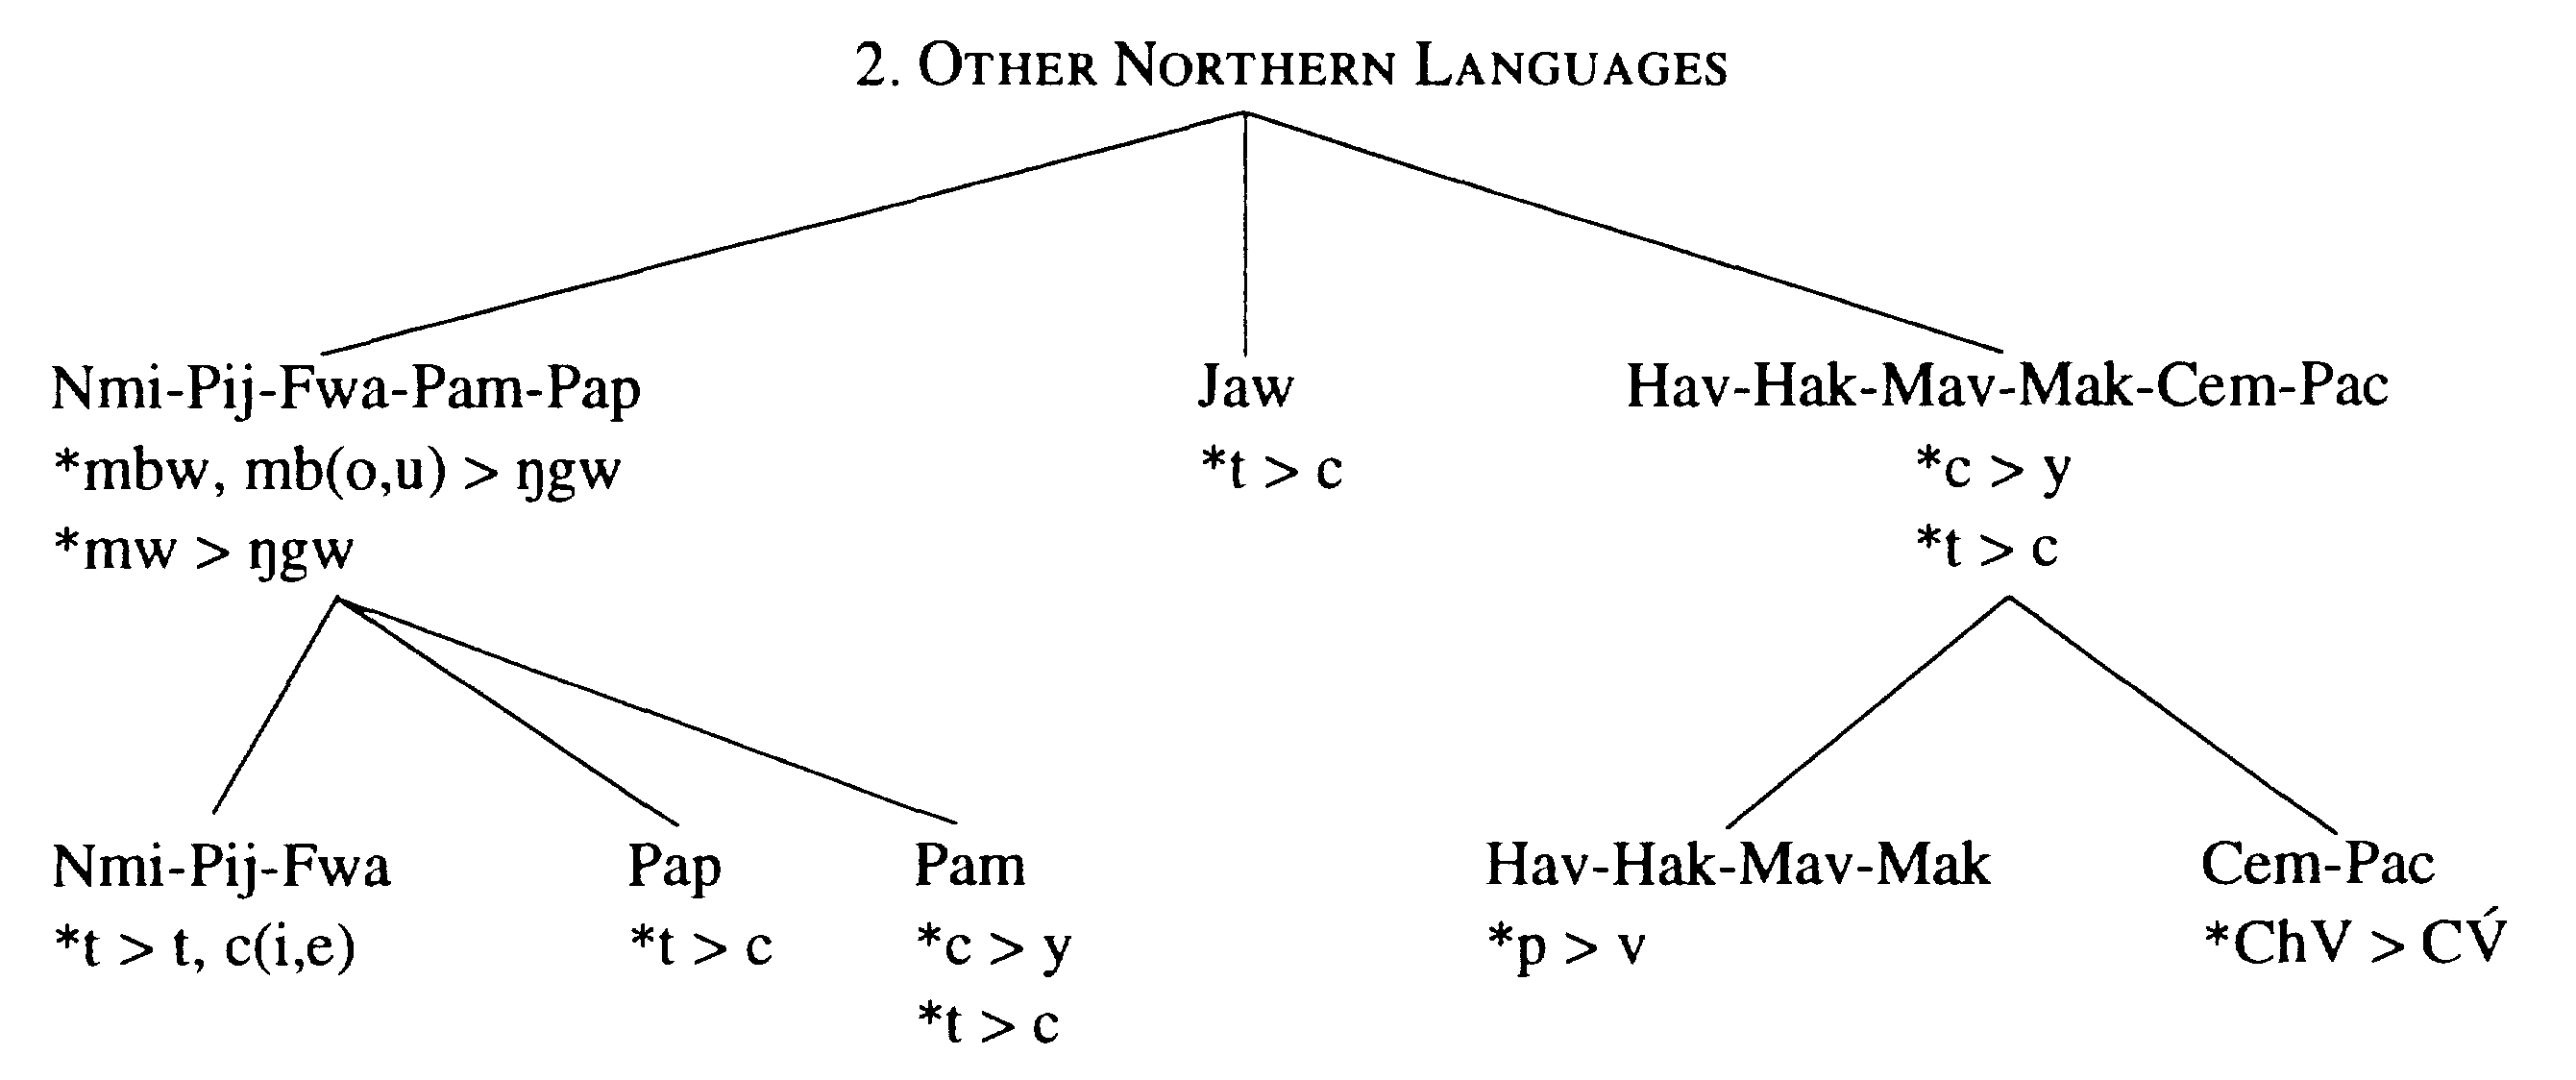 2. OTHER NORTHERN LANGUAGES
Nmi-Pij-Fwa-Pam-Pap
*mbw, mb(o,u) > ŋgw
*mw > ŋgw
Jaw
*t > c
Hav-Hak-Mav-Mak-Cem-Pac
*c > y
*t > c
Nmi-Pij-Fwa
*t > t, c(i,e)
Pap
*t > c
Pam
*c > y
*t > c
Hav-Hak-Mav-Mak
*p > v
Cem-Pac
*ChV > CV́